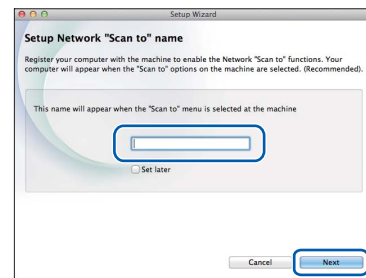 Setup Wizard
Setup Network "Scan to" name
Register your computer with the machine to enable the Network "Scan to" functions. Your
computer will appear when the "Scan to" options on the machine are selected. (Recommended).
This name will appear when the "Scan to" menu is selected at the machine
Set later
Cancel
Next